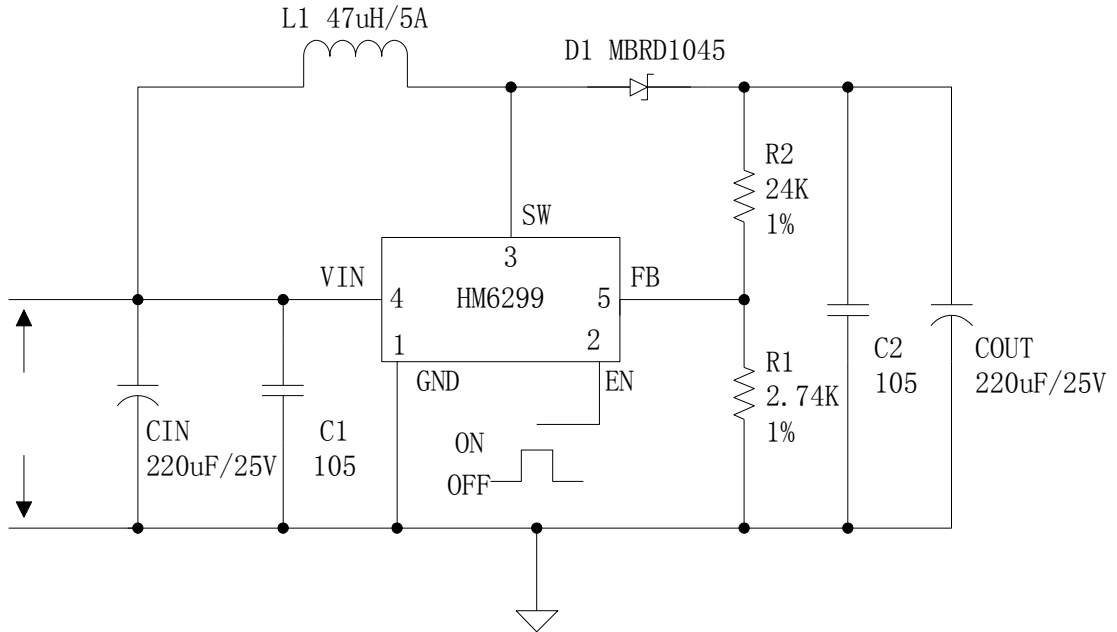 L1 47uH/5A
D1 MBRD1045
R2
24K
1%
SW
3
VIN
FB
4
HM6299
5
1
2
GND
EN
R1
2.74K
1%
C2
105
COUT
220uF/25V
CIN
220uF/25V
C1
105
ON
OFF